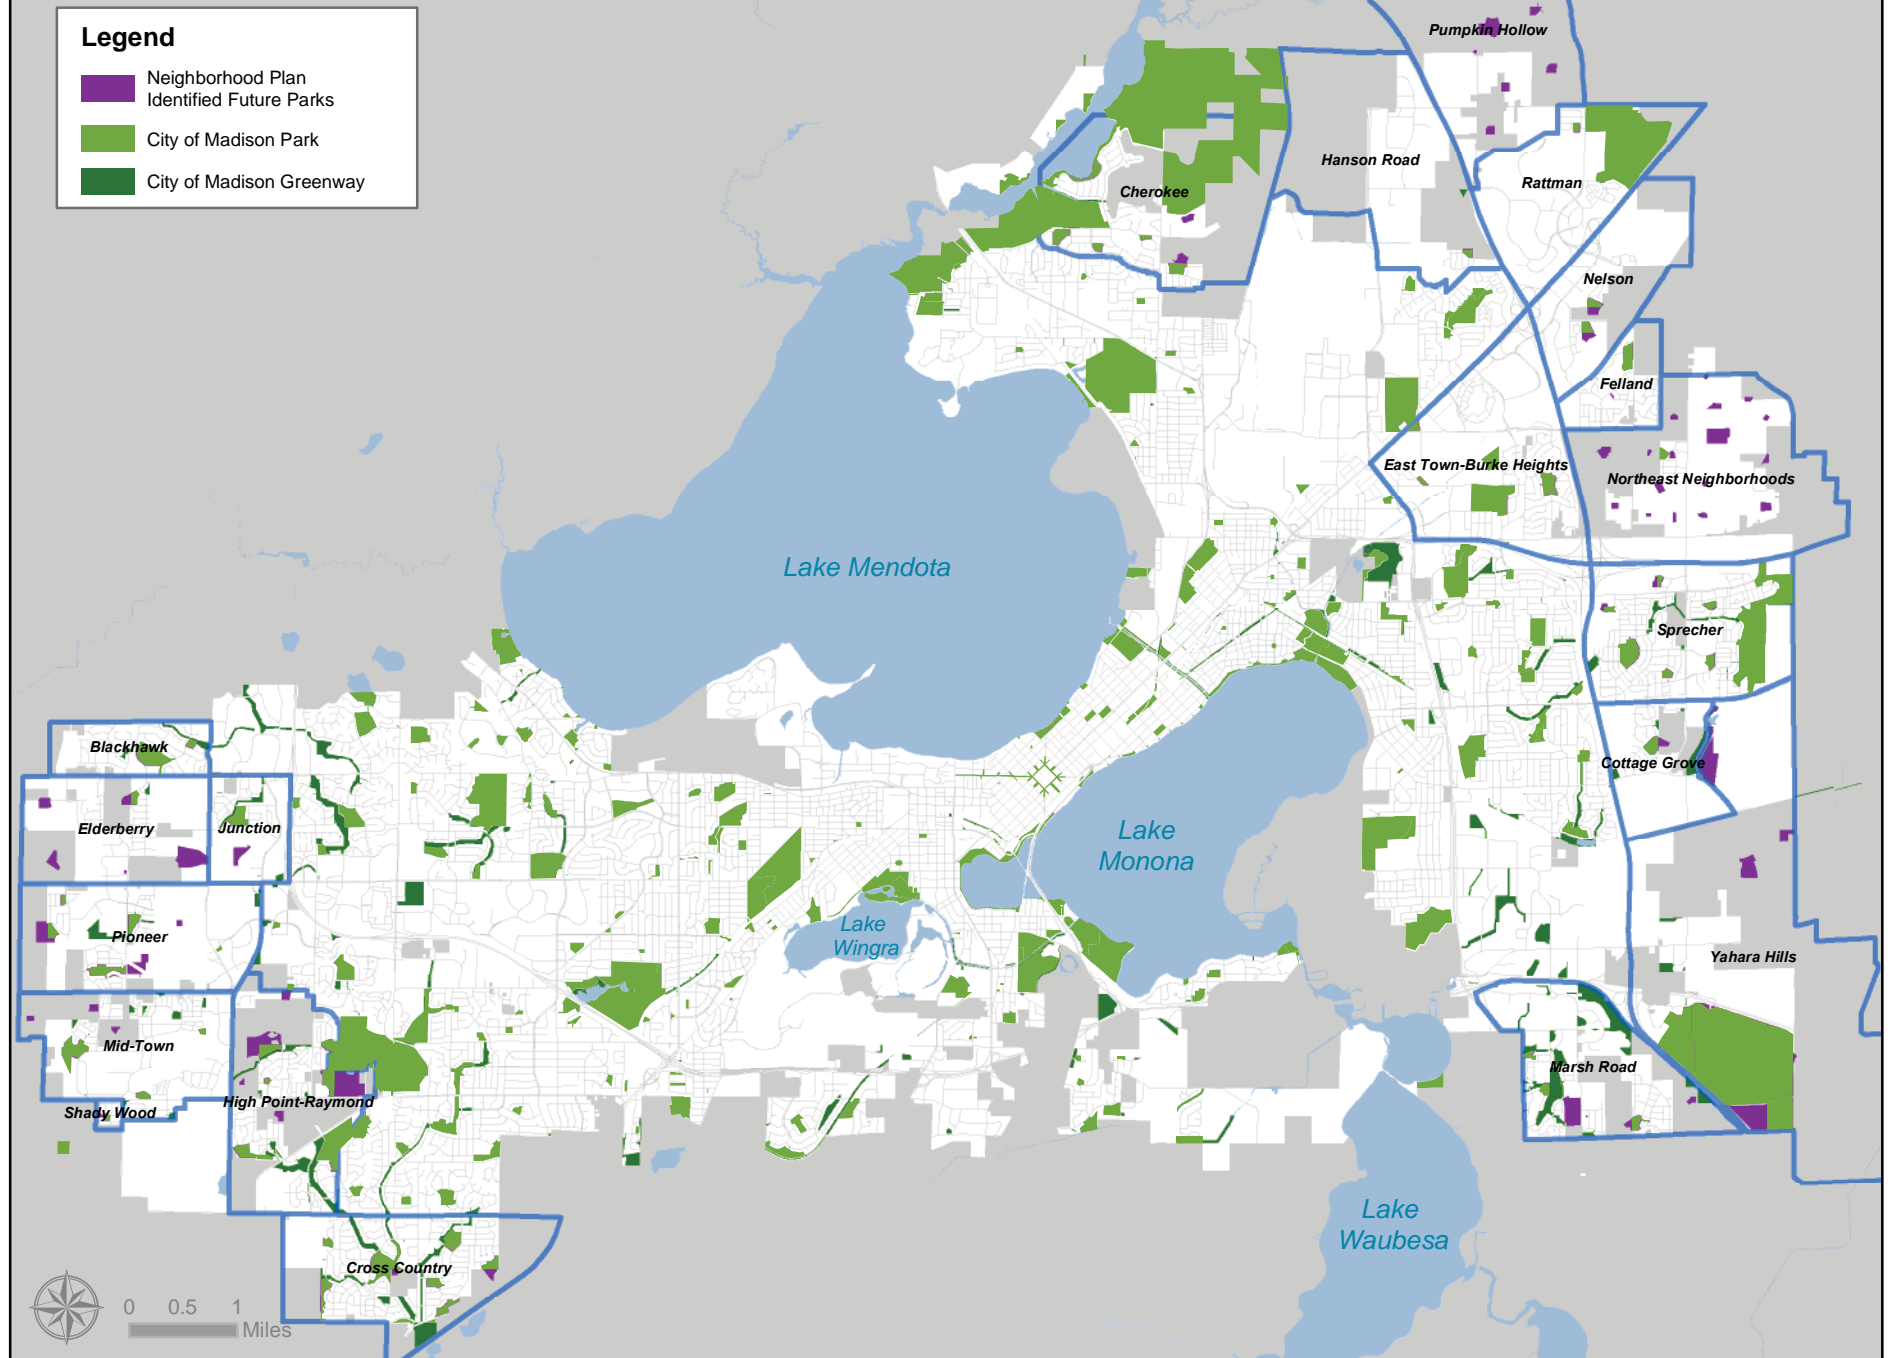 Legend
Neighborhood Plan
Identified Future Parks
City of Madison Park
City of Madison Greenway
Pumpkin Hollow
Hanson Road
Rattman
Cherokee
Nelson
Felland
East Town-Burke Heights
Northeast Neighborhoods
Lake Mendota
Sprecher
Blackhawk
Cottage Grove
Elderberry
Junction
Lake
Monona
Lake
Wingra
Pioneer
Yahara Hills
Mid-Town
Marsh Road
High Point-Raymond
Shady Wood
Lake
Waubesa
Cross Country
0 0.5 1
Miles